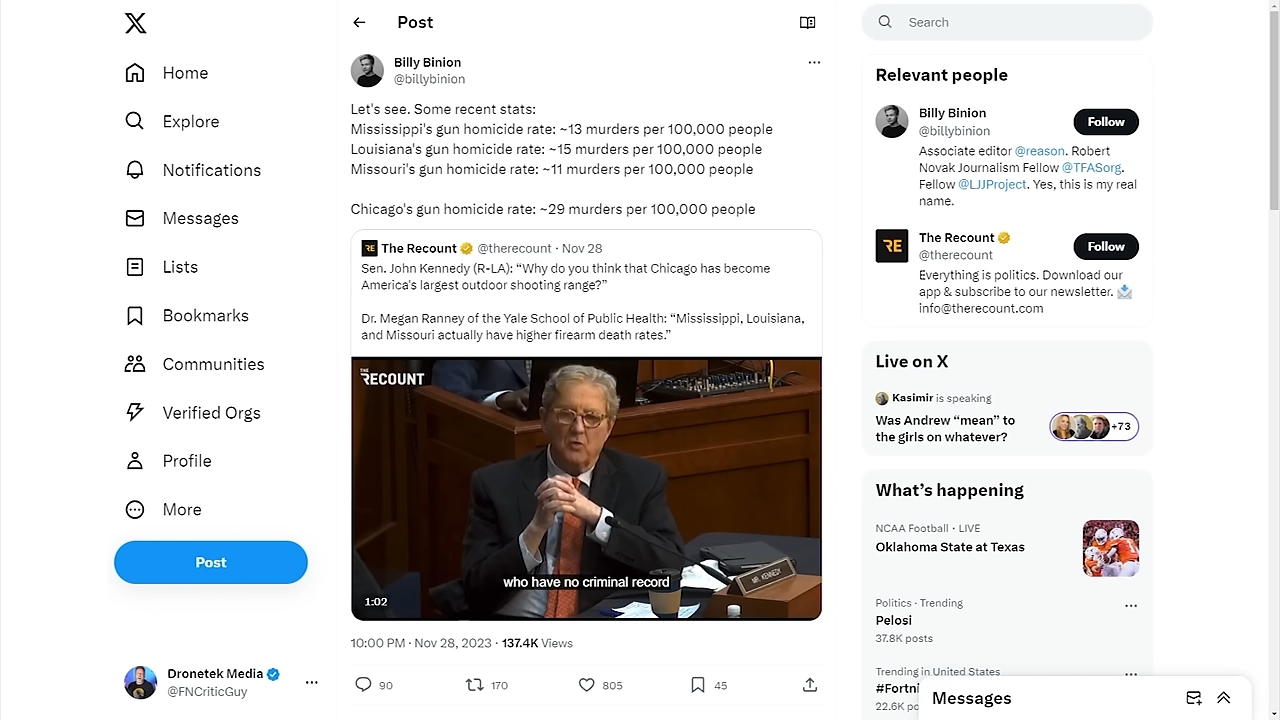 Home
Explore
Notifications
Messages
Lists
Bookmarks
Communities
Verified Orgs
Profile
More
Post
Dronetek Media
@FNCriticGuy
Post
Billy Binion
@billybinion
Let's see. Some recent stats:
Mississippi's gun homicide rate: ~13 murders per 100,000 people
Louisiana's gun homicide rate: ~15 murders per 100,000 people
Missouri's gun homicide rate: ~11 murders per 100,000 people
Chicago's gun homicide rate: ~29 murders per 100,000 people
RE The Recount @therecount · Nov 28
Sen. John Kennedy (R-LA): “Why do you think that Chicago has become
America's largest outdoor shooting range?”
Dr. Megan Ranney of the Yale School of Public Health: “Mississippi, Louisiana,
and Missouri actually have higher firearm death rates.”
THE
RECOUNT
who have no criminal record
MR. KENNEDY
1:02
10:00 PM · Nov 28, 2023 · 137.4K Views
90 170 805 45
Search
Relevant people
Billy Binion
@billybinion
Follow
Associate editor @reason. Robert
Novak Journalism Fellow @TFASorg.
Fellow @LJJProject. Yes, this is my real
name.
RE
The Recount
@therecount
Follow
Everything is politics. Download our
app & subscribe to our newsletter. 📩
info@therecount.com
Live on X
Kasimir is speaking
Was Andrew “mean” to
the girls on whatever?
+73
What’s happening
NCAA Football · LIVE
Oklahoma State at Texas
Politics · Trending
Pelosi
37.8K posts
Trending in United States
#Fortni
22.6K po
Messages